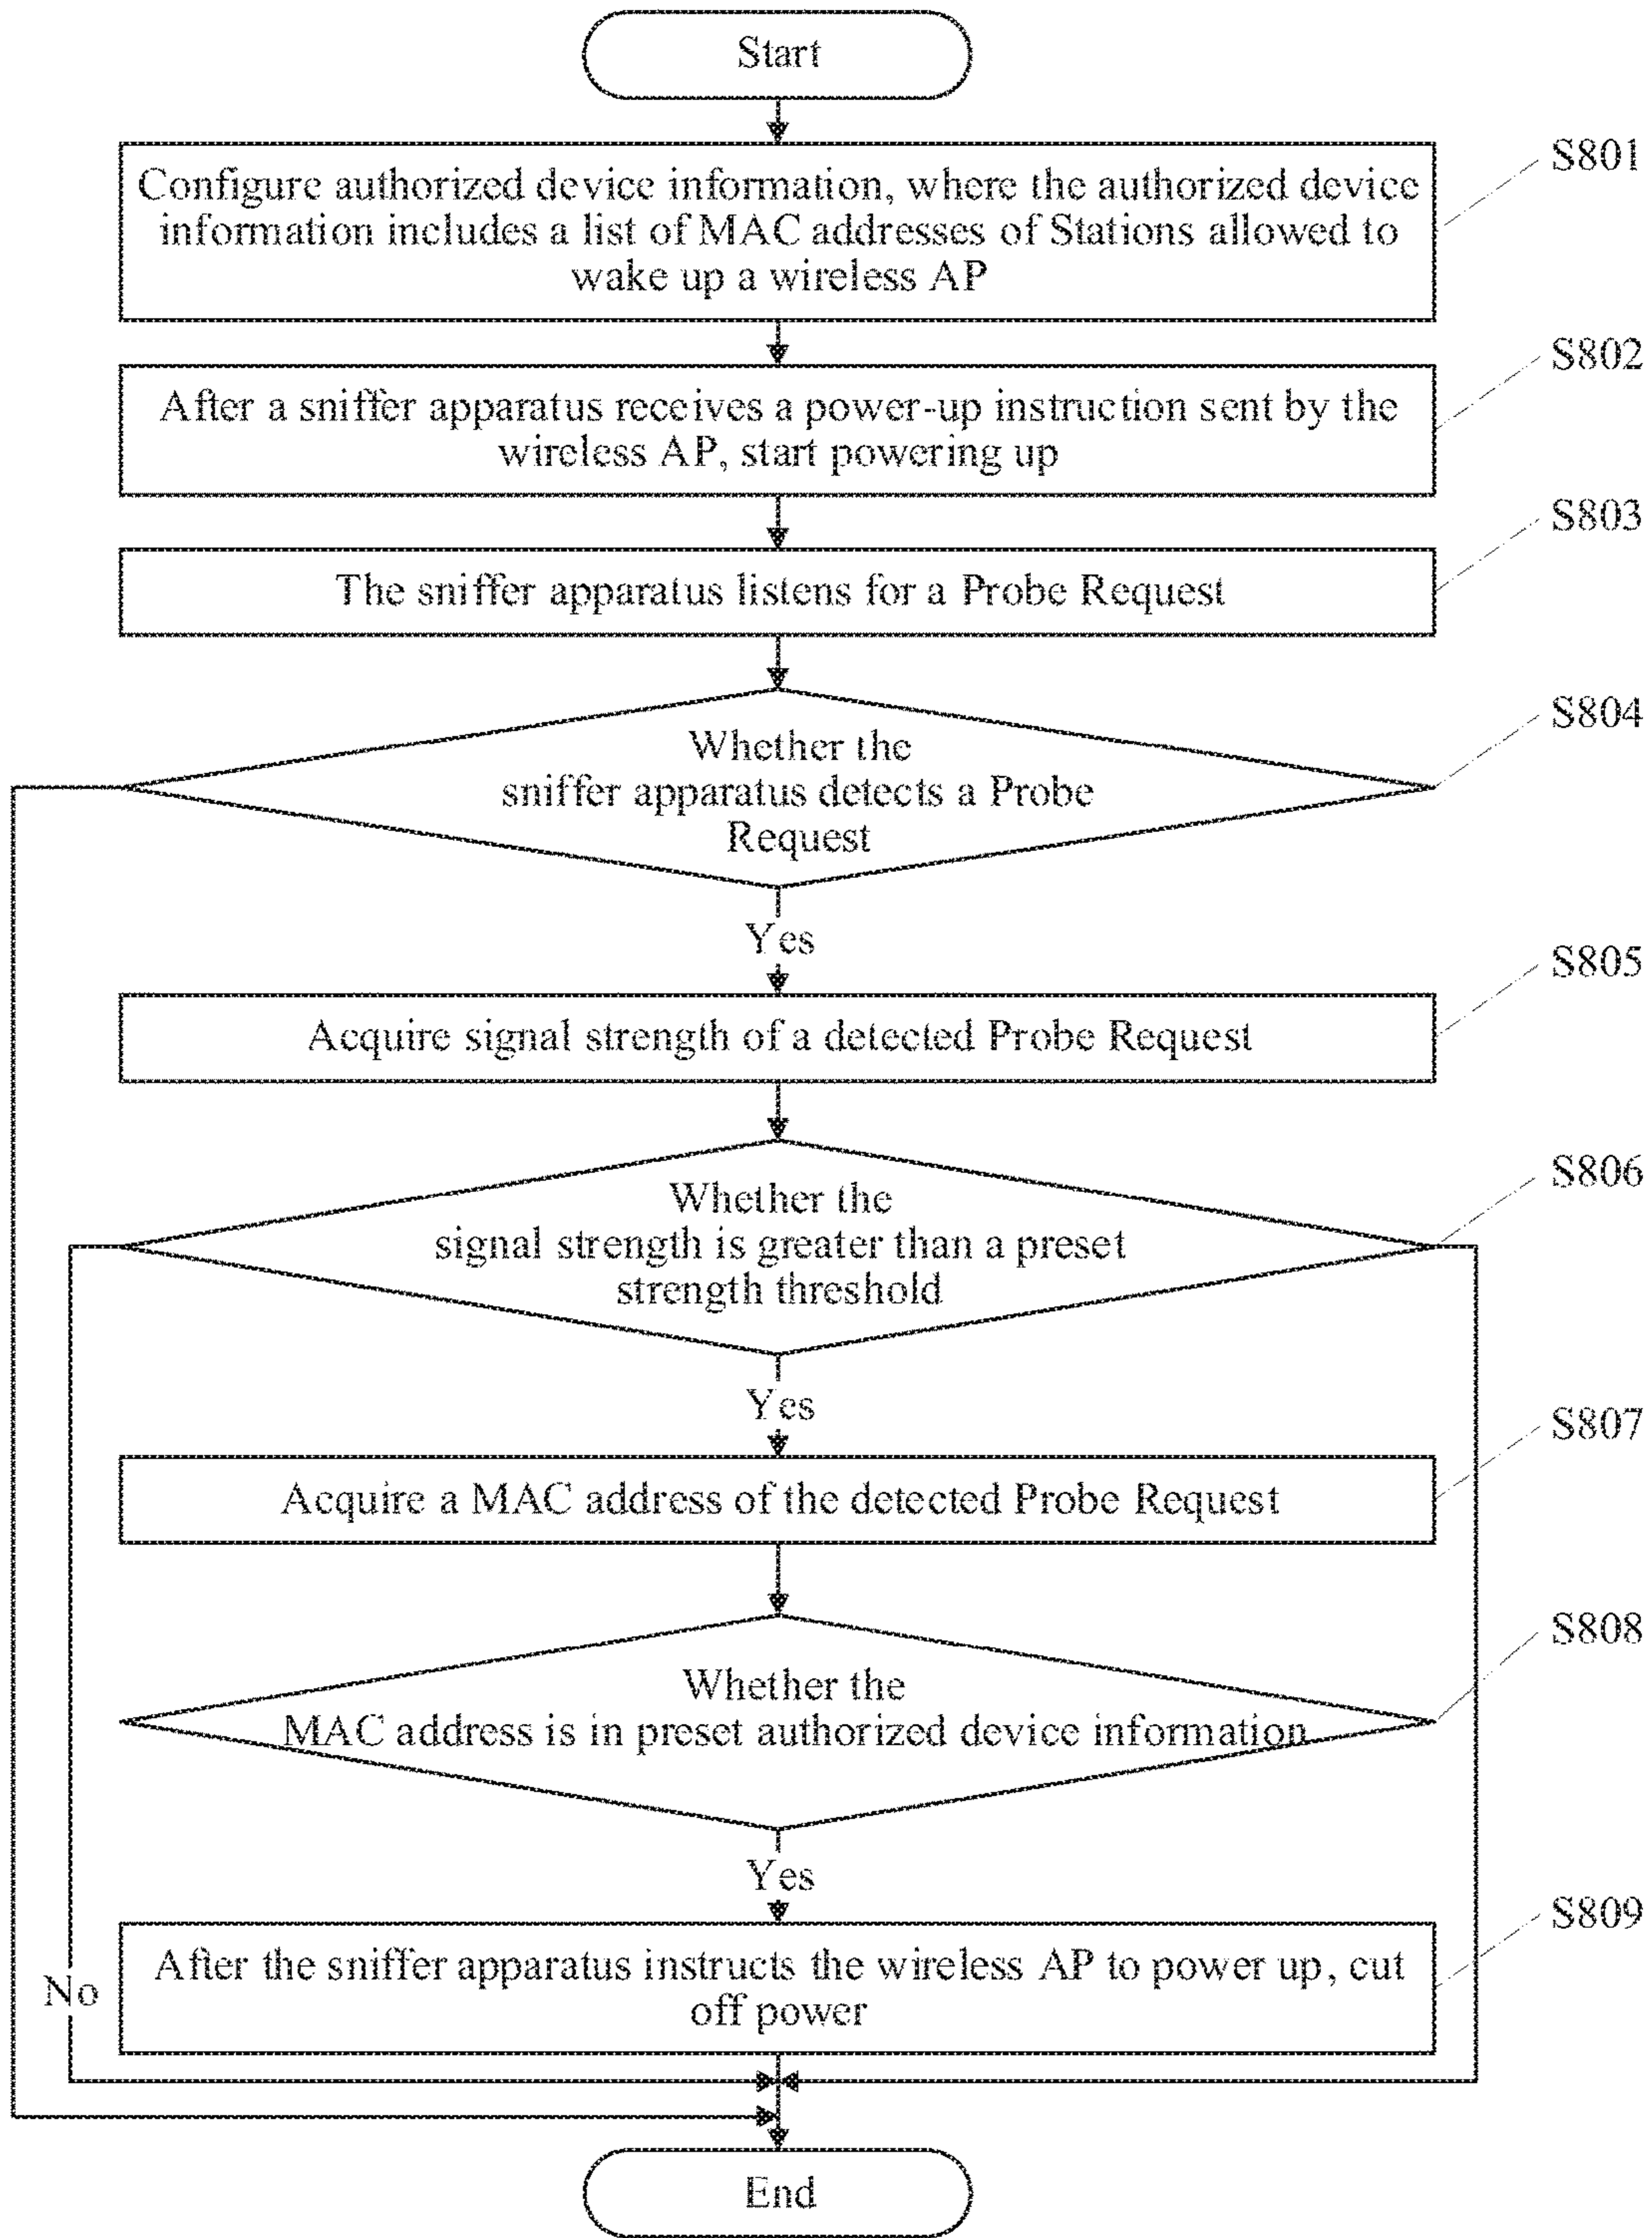 Start
S801
Configure authorized device information, where the authorized device
information includes a list of MAC addresses of Stations allowed to
wake up a wireless AP
S802
After a sniffer apparatus receives a power-up instruction sent by the
wireless AP, start powering up
S803
The sniffer apparatus listens for a Probe Request
S804
Whether the
sniffer apparatus detects a Probe
Request
Yes
S805
Acquire signal strength of a detected Probe Request
S806
Whether the
signal strength is greater than a preset
strength threshold
Yes
S807
Acquire a MAC address of the detected Probe Request
S808
Whether the
MAC address is in preset authorized device information
Yes
S809
After the sniffer apparatus instructs the wireless AP to power up, cut
off power
No
End